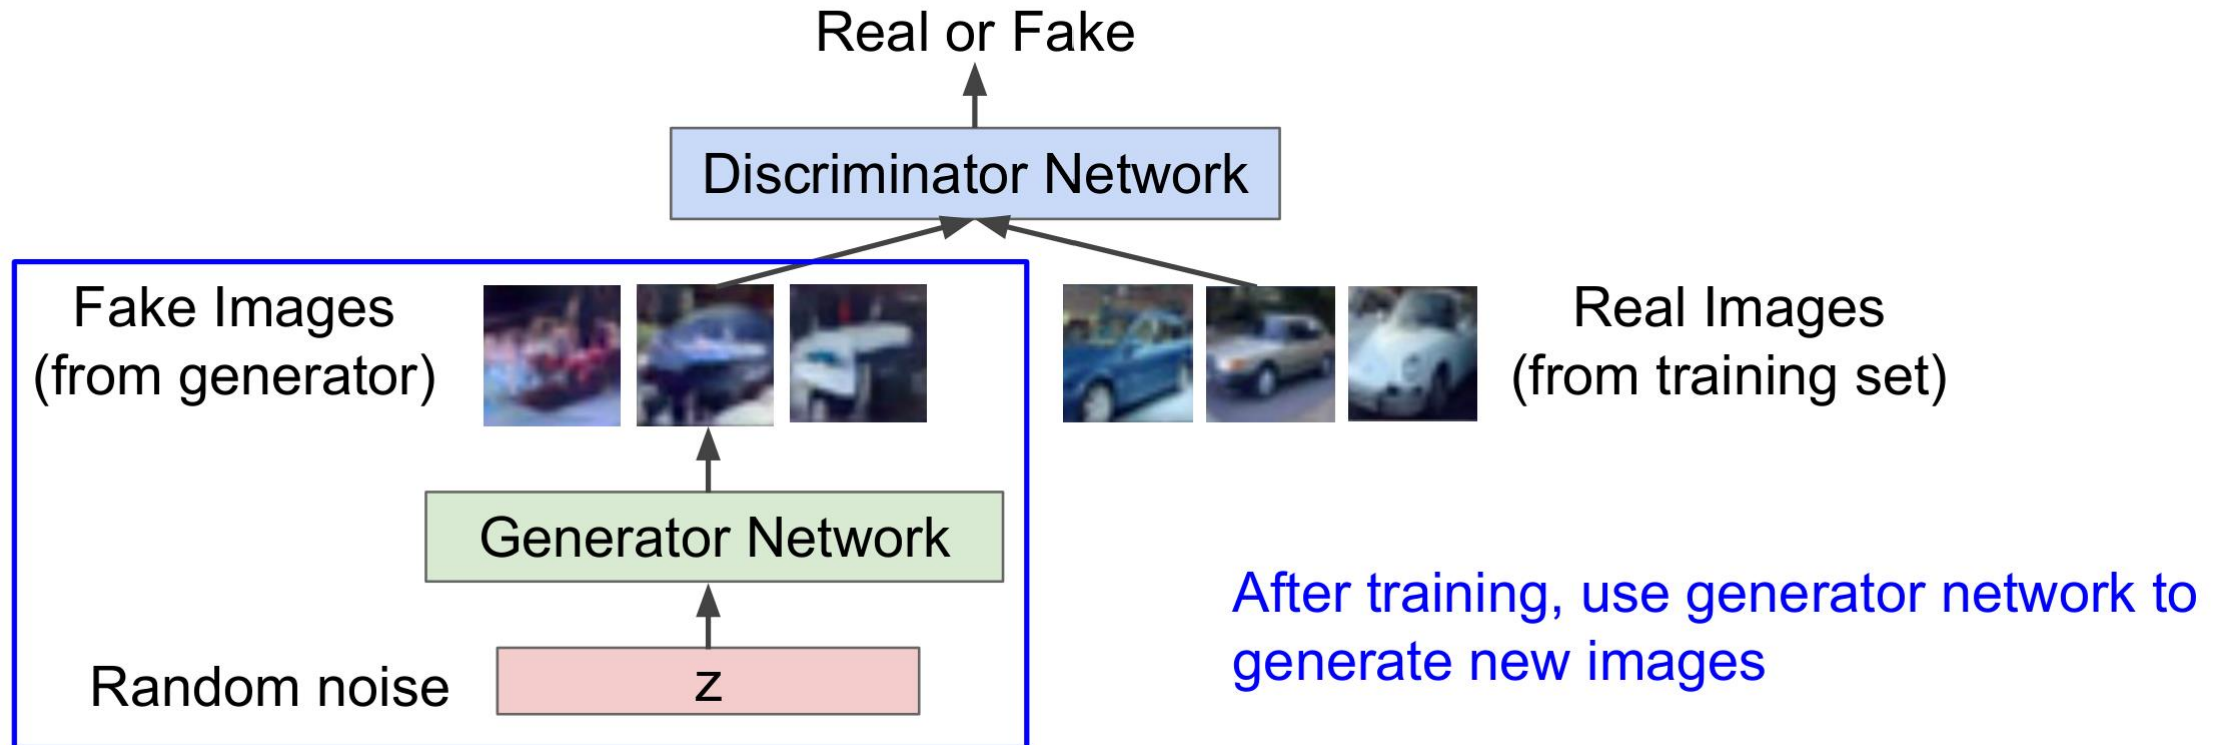 Real or Fake
Discriminator Network
Fake Images
(from generator)
Real Images
(from training set)
Generator Network
After training, use generator network to
generate new images
Random noise
z